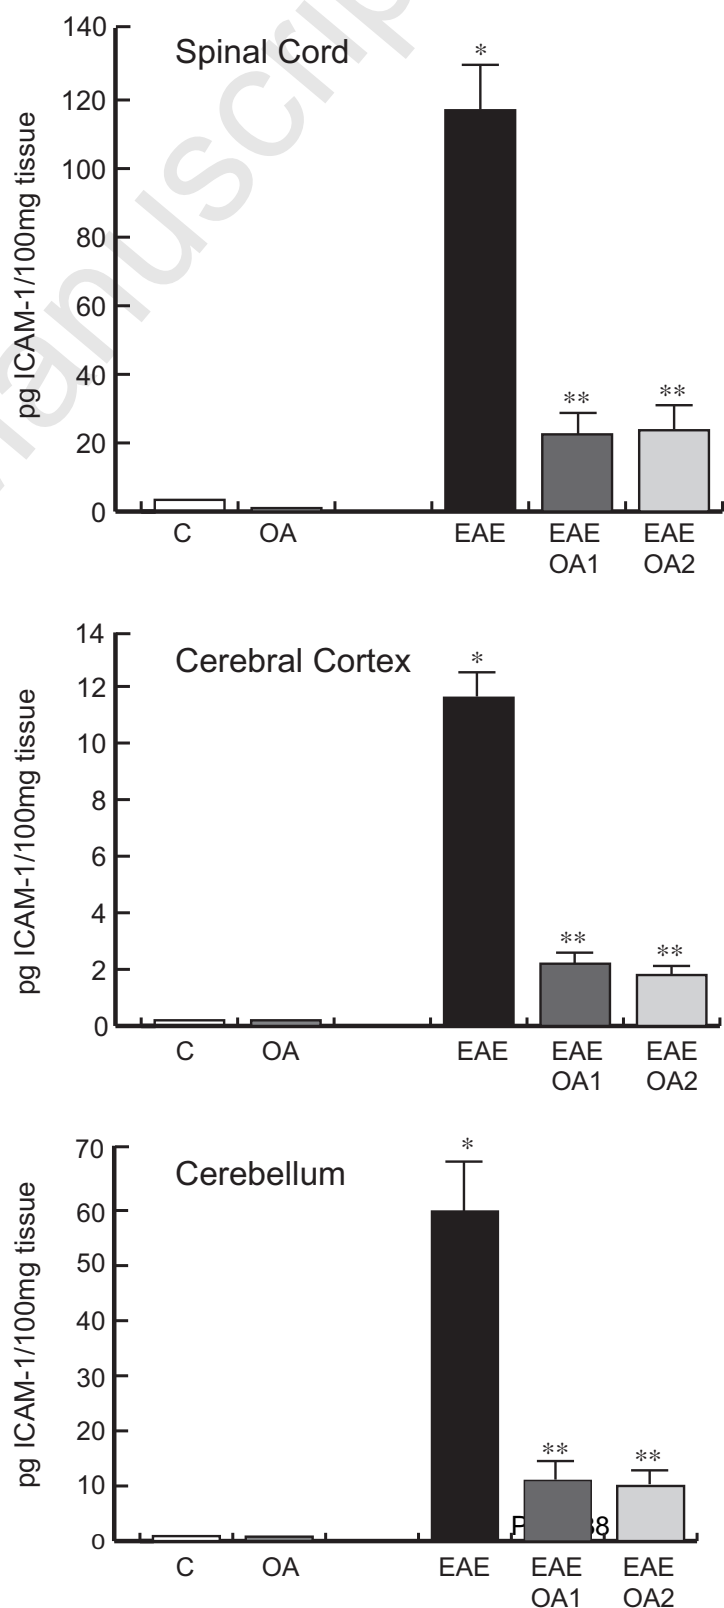 Spinal Cord
pg ICAM-1/100mg tissue
140
120
100
80
60
40
20
0
*
**
**
C
OA
EAE
EAE
OA1
EAE
OA2
Cerebral Cortex
pg ICAM-1/100mg tissue
14
12
10
8
6
4
2
0
*
**
**
C
OA
EAE
EAE
OA1
EAE
OA2
Cerebellum
pg ICAM-1/100mg tissue
70
60
50
40
30
20
10
0
*
**
**
C
OA
EAE
EAE
OA1
EAE
OA2